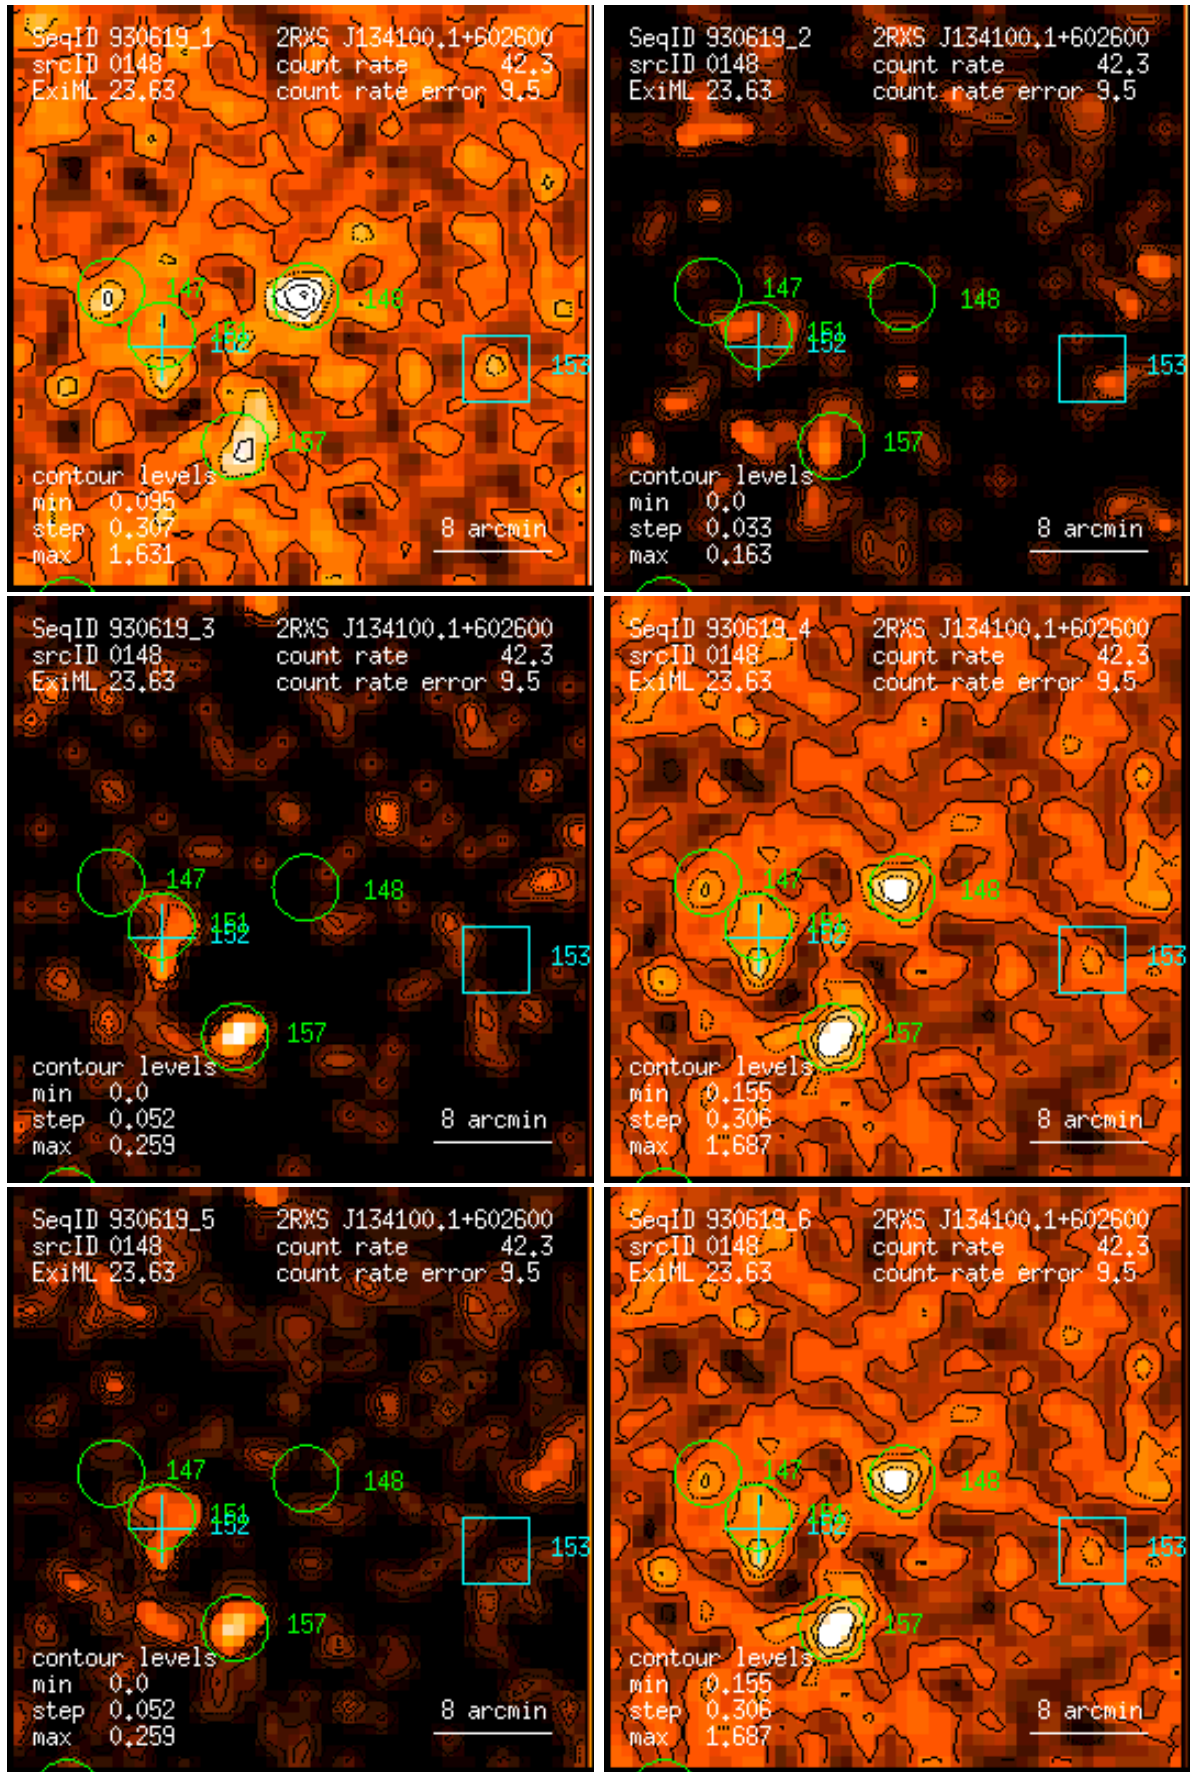 SeqID 930619_1 2RXS J134100.1+602600
srcID 0148 count rate 42.3
ExiML 23.63 count rate error 9.5
147
148
152
153
157
contour levels
min 0.095
step 0.307
max 1.631
8 arcmin
SeqID 930619_2 2RXS J134100.1+602600
srcID 0148 count rate 42.3
ExiML 23.63 count rate error 9.5
147
148
152
153
157
contour levels
min 0.0
step 0.033
max 0.163
8 arcmin
SeqID 930619_3 2RXS J134100.1+602600
srcID 0148 count rate 42.3
ExiML 23.63 count rate error 9.5
147
148
152
153
157
contour levels
min 0.0
step 0.052
max 0.259
8 arcmin
SeqID 930619_4 2RXS J134100.1+602600
srcID 0148 count rate 42.3
ExiML 23.63 count rate error 9.5
147
148
152
153
157
contour levels
min 0.155
step 0.306
max 1.687
8 arcmin
SeqID 930619_5 2RXS J134100.1+602600
srcID 0148 count rate 42.3
ExiML 23.63 count rate error 9.5
147
148
152
153
157
contour levels
min 0.0
step 0.052
max 0.259
8 arcmin
SeqID 930619_6 2RXS J134100.1+602600
srcID 0148 count rate 42.3
ExiML 23.63 count rate error 9.5
147
148
152
153
157
contour levels
min 0.155
step 0.306
max 1.687
8 arcmin